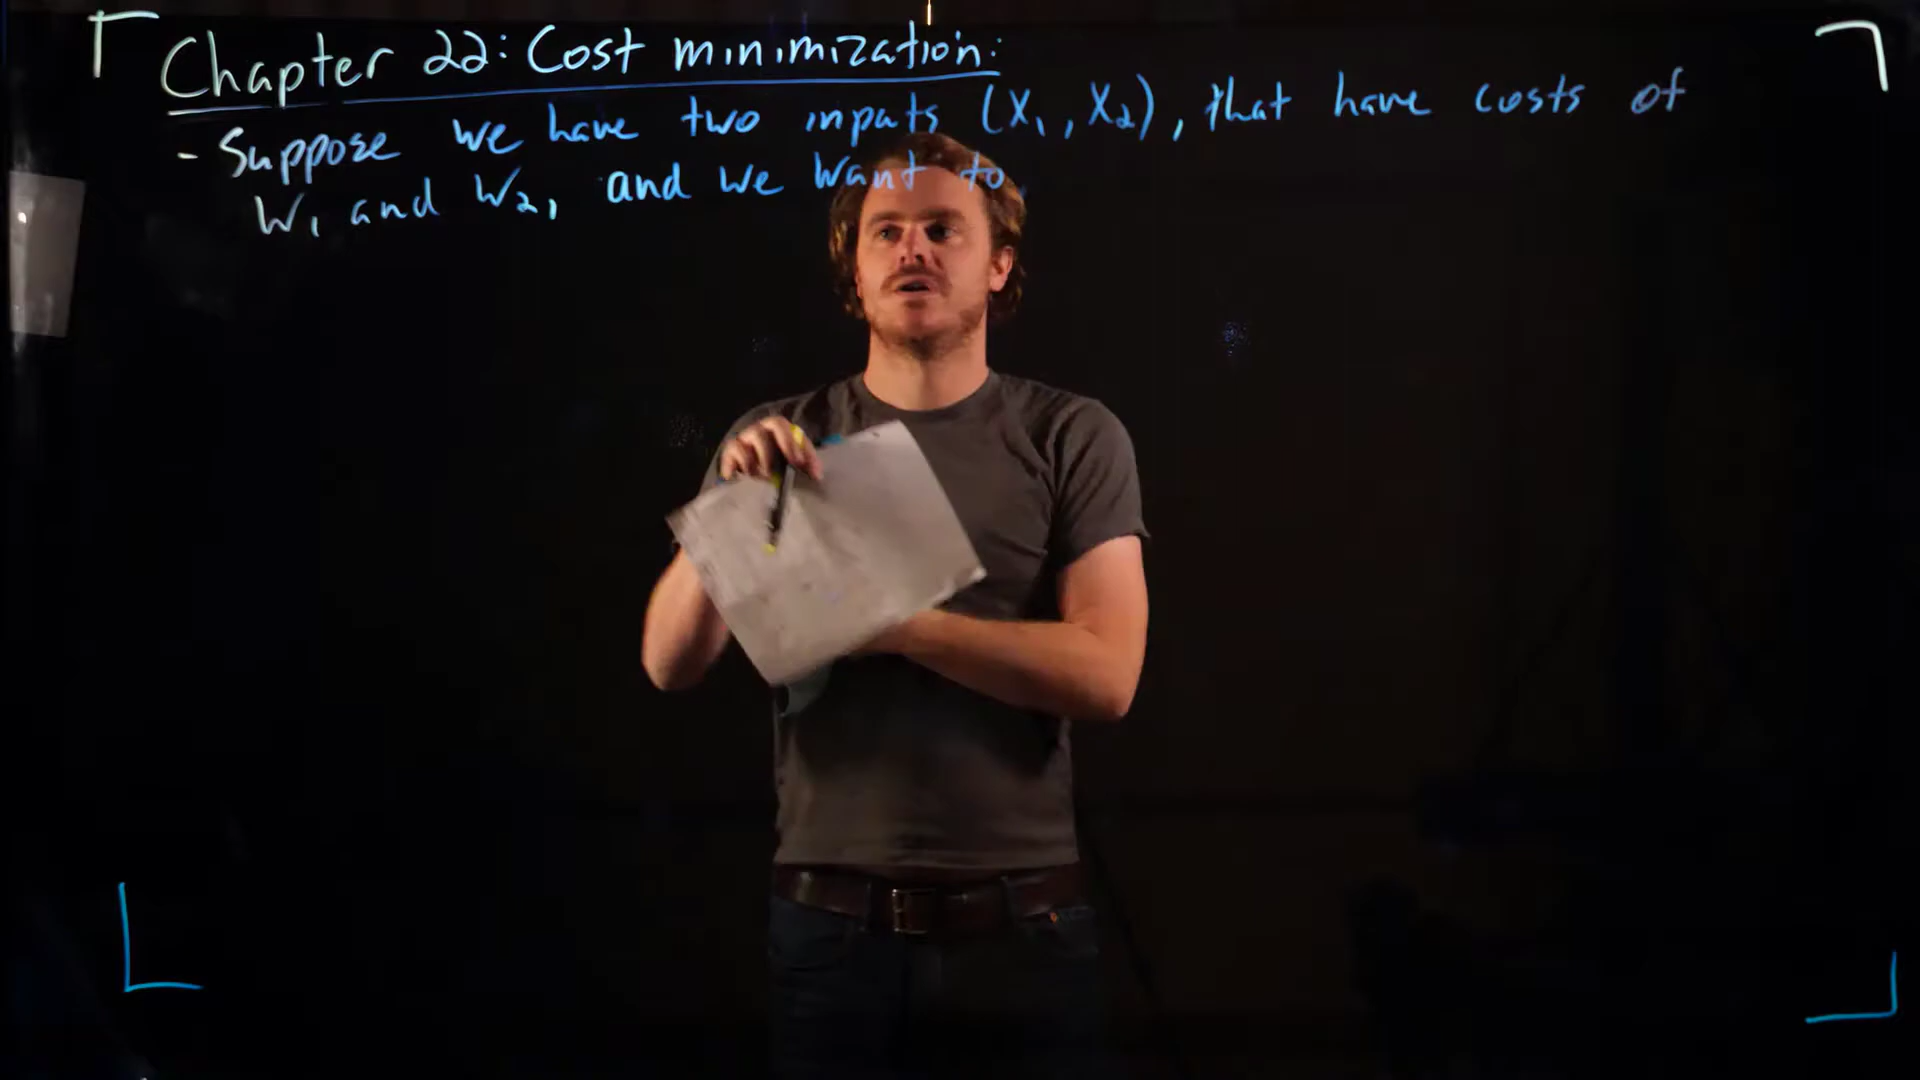 Chapter 22: Cost minimization:
- Suppose we have two inputs (X₁, X₂), that have costs of
W₁ and W₂, and we want to